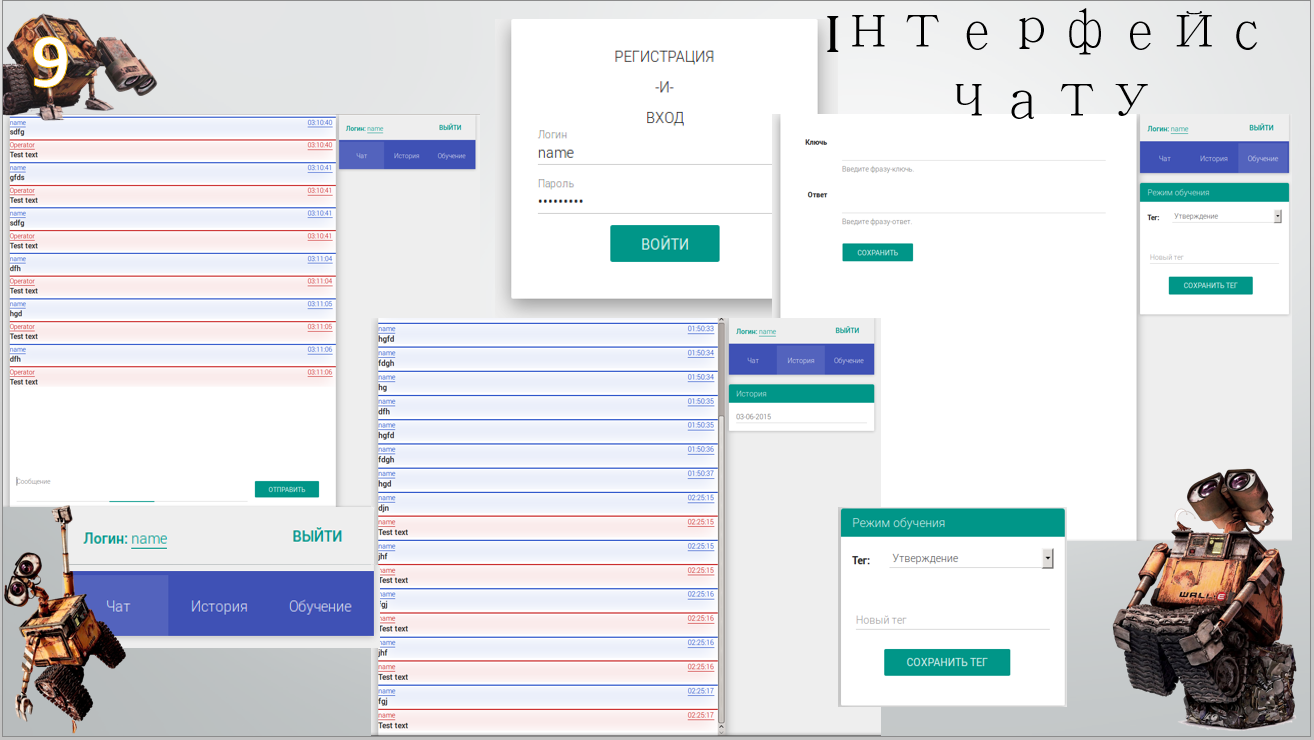 9
ІНТерфеЙс
чаТУ
РЕГИСТРАЦИЯ
-И-
ВХОД
Логин
name
Пароль
•••••••••
ВОЙТИ
name 03:10:40
sdfg
Operator 03:10:40
Test text
name 03:10:41
gfds
Operator 03:10:41
Test text
name 03:10:41
sdfg
Operator 03:10:41
Test text
name 03:11:04
dfh
Operator 03:11:04
Test text
name 03:11:05
hgd
Operator 03:11:05
Test text
name 03:11:06
dfh
Operator 03:11:06
Test text
Сообщение
ОТПРАВИТЬ
Логин: name ВЫЙТИ
Чат История Обучение
Ключь
Введите фразу-ключь.
Ответ
Введите фразу-ответ.
СОХРАНИТЬ
Логин: name ВЫЙТИ
Чат История Обучение
Режим обучения
Тег: Утверждение
Новый тег
СОХРАНИТЬ ТЕГ
name 01:50:33
hgfd
name 01:50:34
fdgh
name 01:50:34
hg
name 01:50:35
dfh
name 01:50:35
hgfd
name 01:50:36
fdgh
name 01:50:37
hgd
name 02:25:15
djn
name 02:25:15
Test text
name 02:25:15
jhf
name 02:25:15
Test text
name 02:25:16
fgj
name 02:25:16
Test text
name 02:25:16
jhf
name 02:25:16
Test text
name 02:25:17
fgj
name 02:25:17
Test text
Логин: name ВЫЙТИ
Чат История Обучение
История
03-06-2015
Логин: name ВЫЙТИ
Чат История Обучение
Режим обучения
Тег: Утверждение
Новый тег
СОХРАНИТЬ ТЕГ
WALL·E